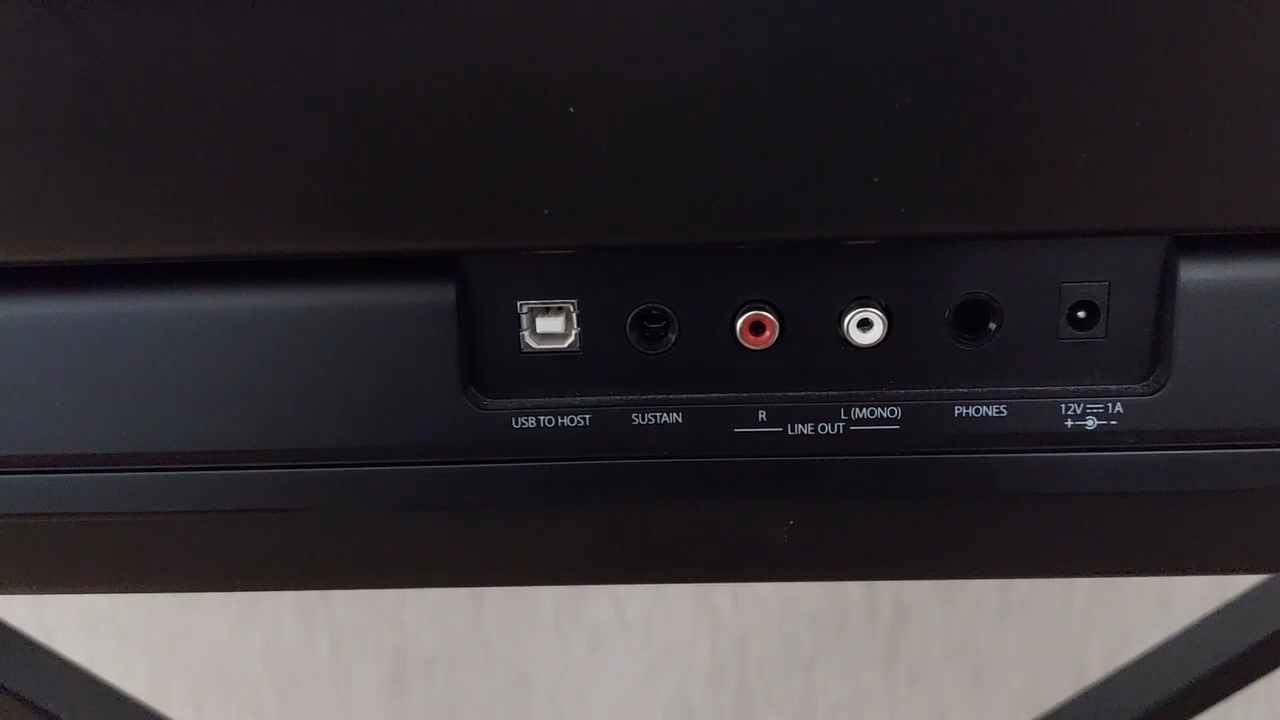 USB TO HOST
SUSTAIN
R
L (MONO)
LINE OUT
PHONES
12V⎓1A
+ -